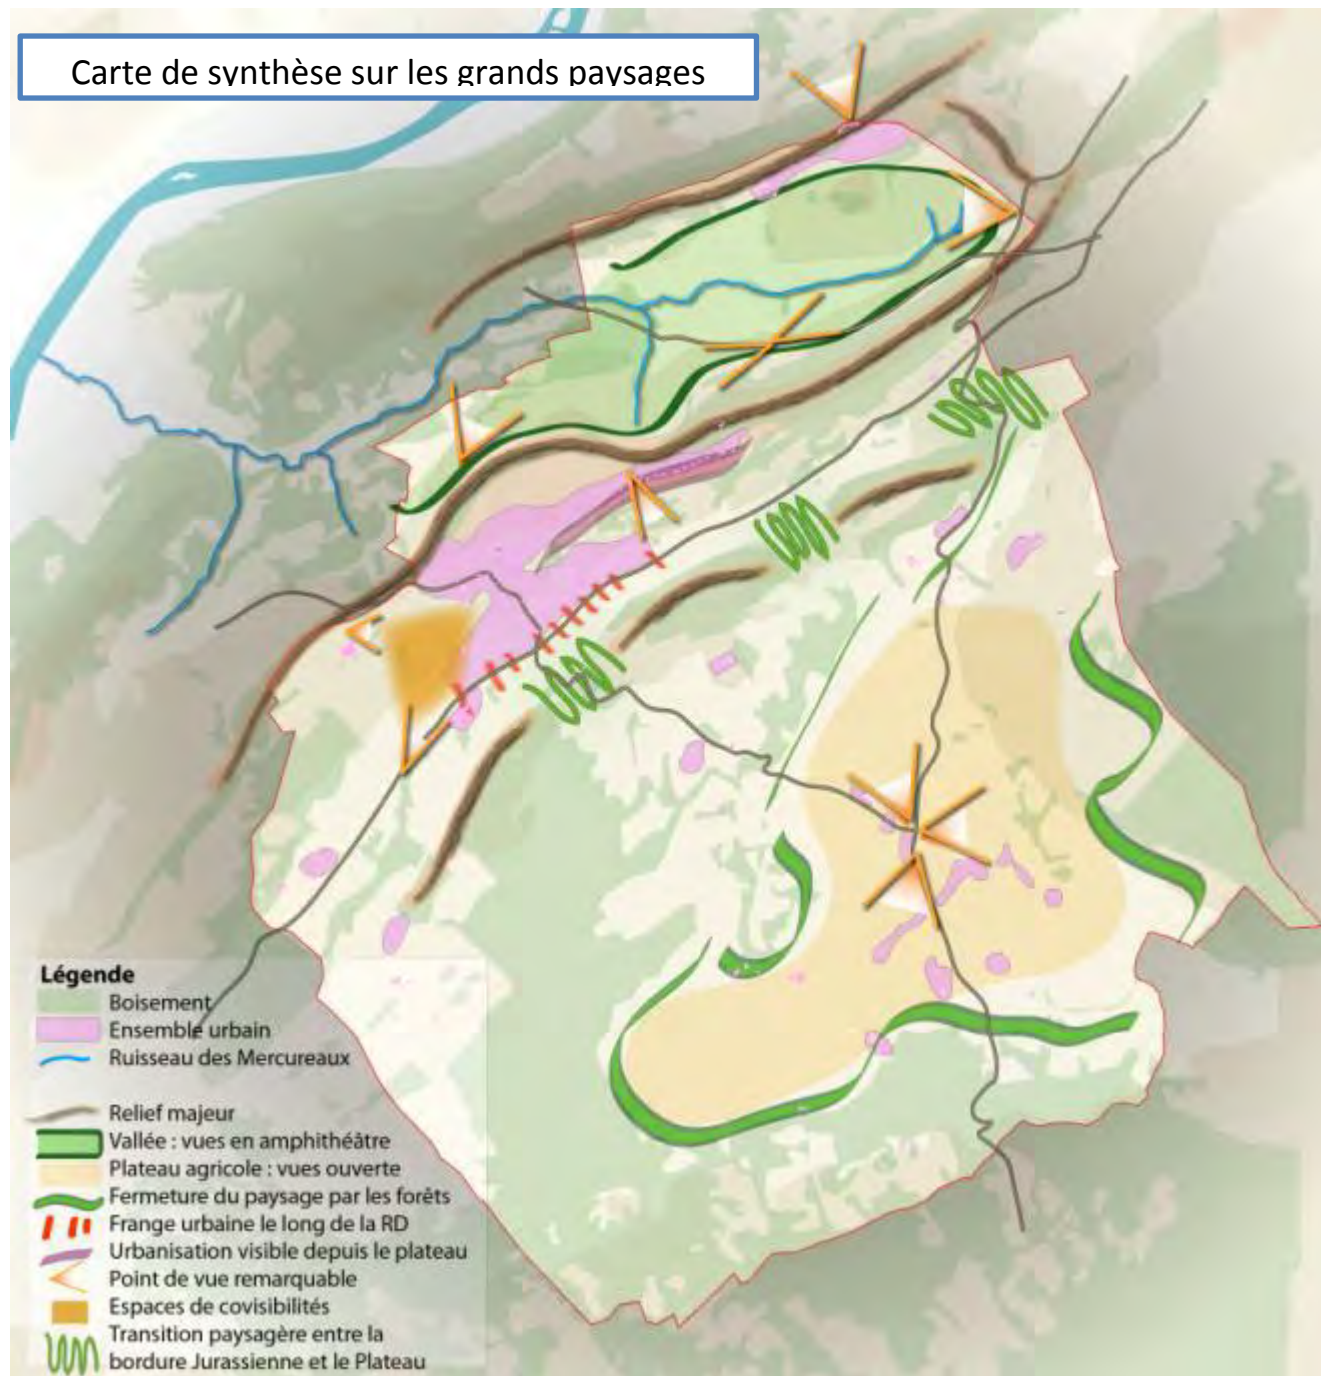 Carte de synthèse sur les grands paysages
Légende
Boisement
Ensemble urbain
Ruisseau des Mercureaux
Relief majeur
Vallée : vues en amphithéâtre
Plateau agricole : vues ouverte
Fermeture du paysage par les forêts
Frange urbaine le long de la RD
Urbanisation visible depuis le plateau
Point de vue remarquable
Espaces de covisibilités
Transition paysagère entre la
bordure Jurassienne et le Plateau